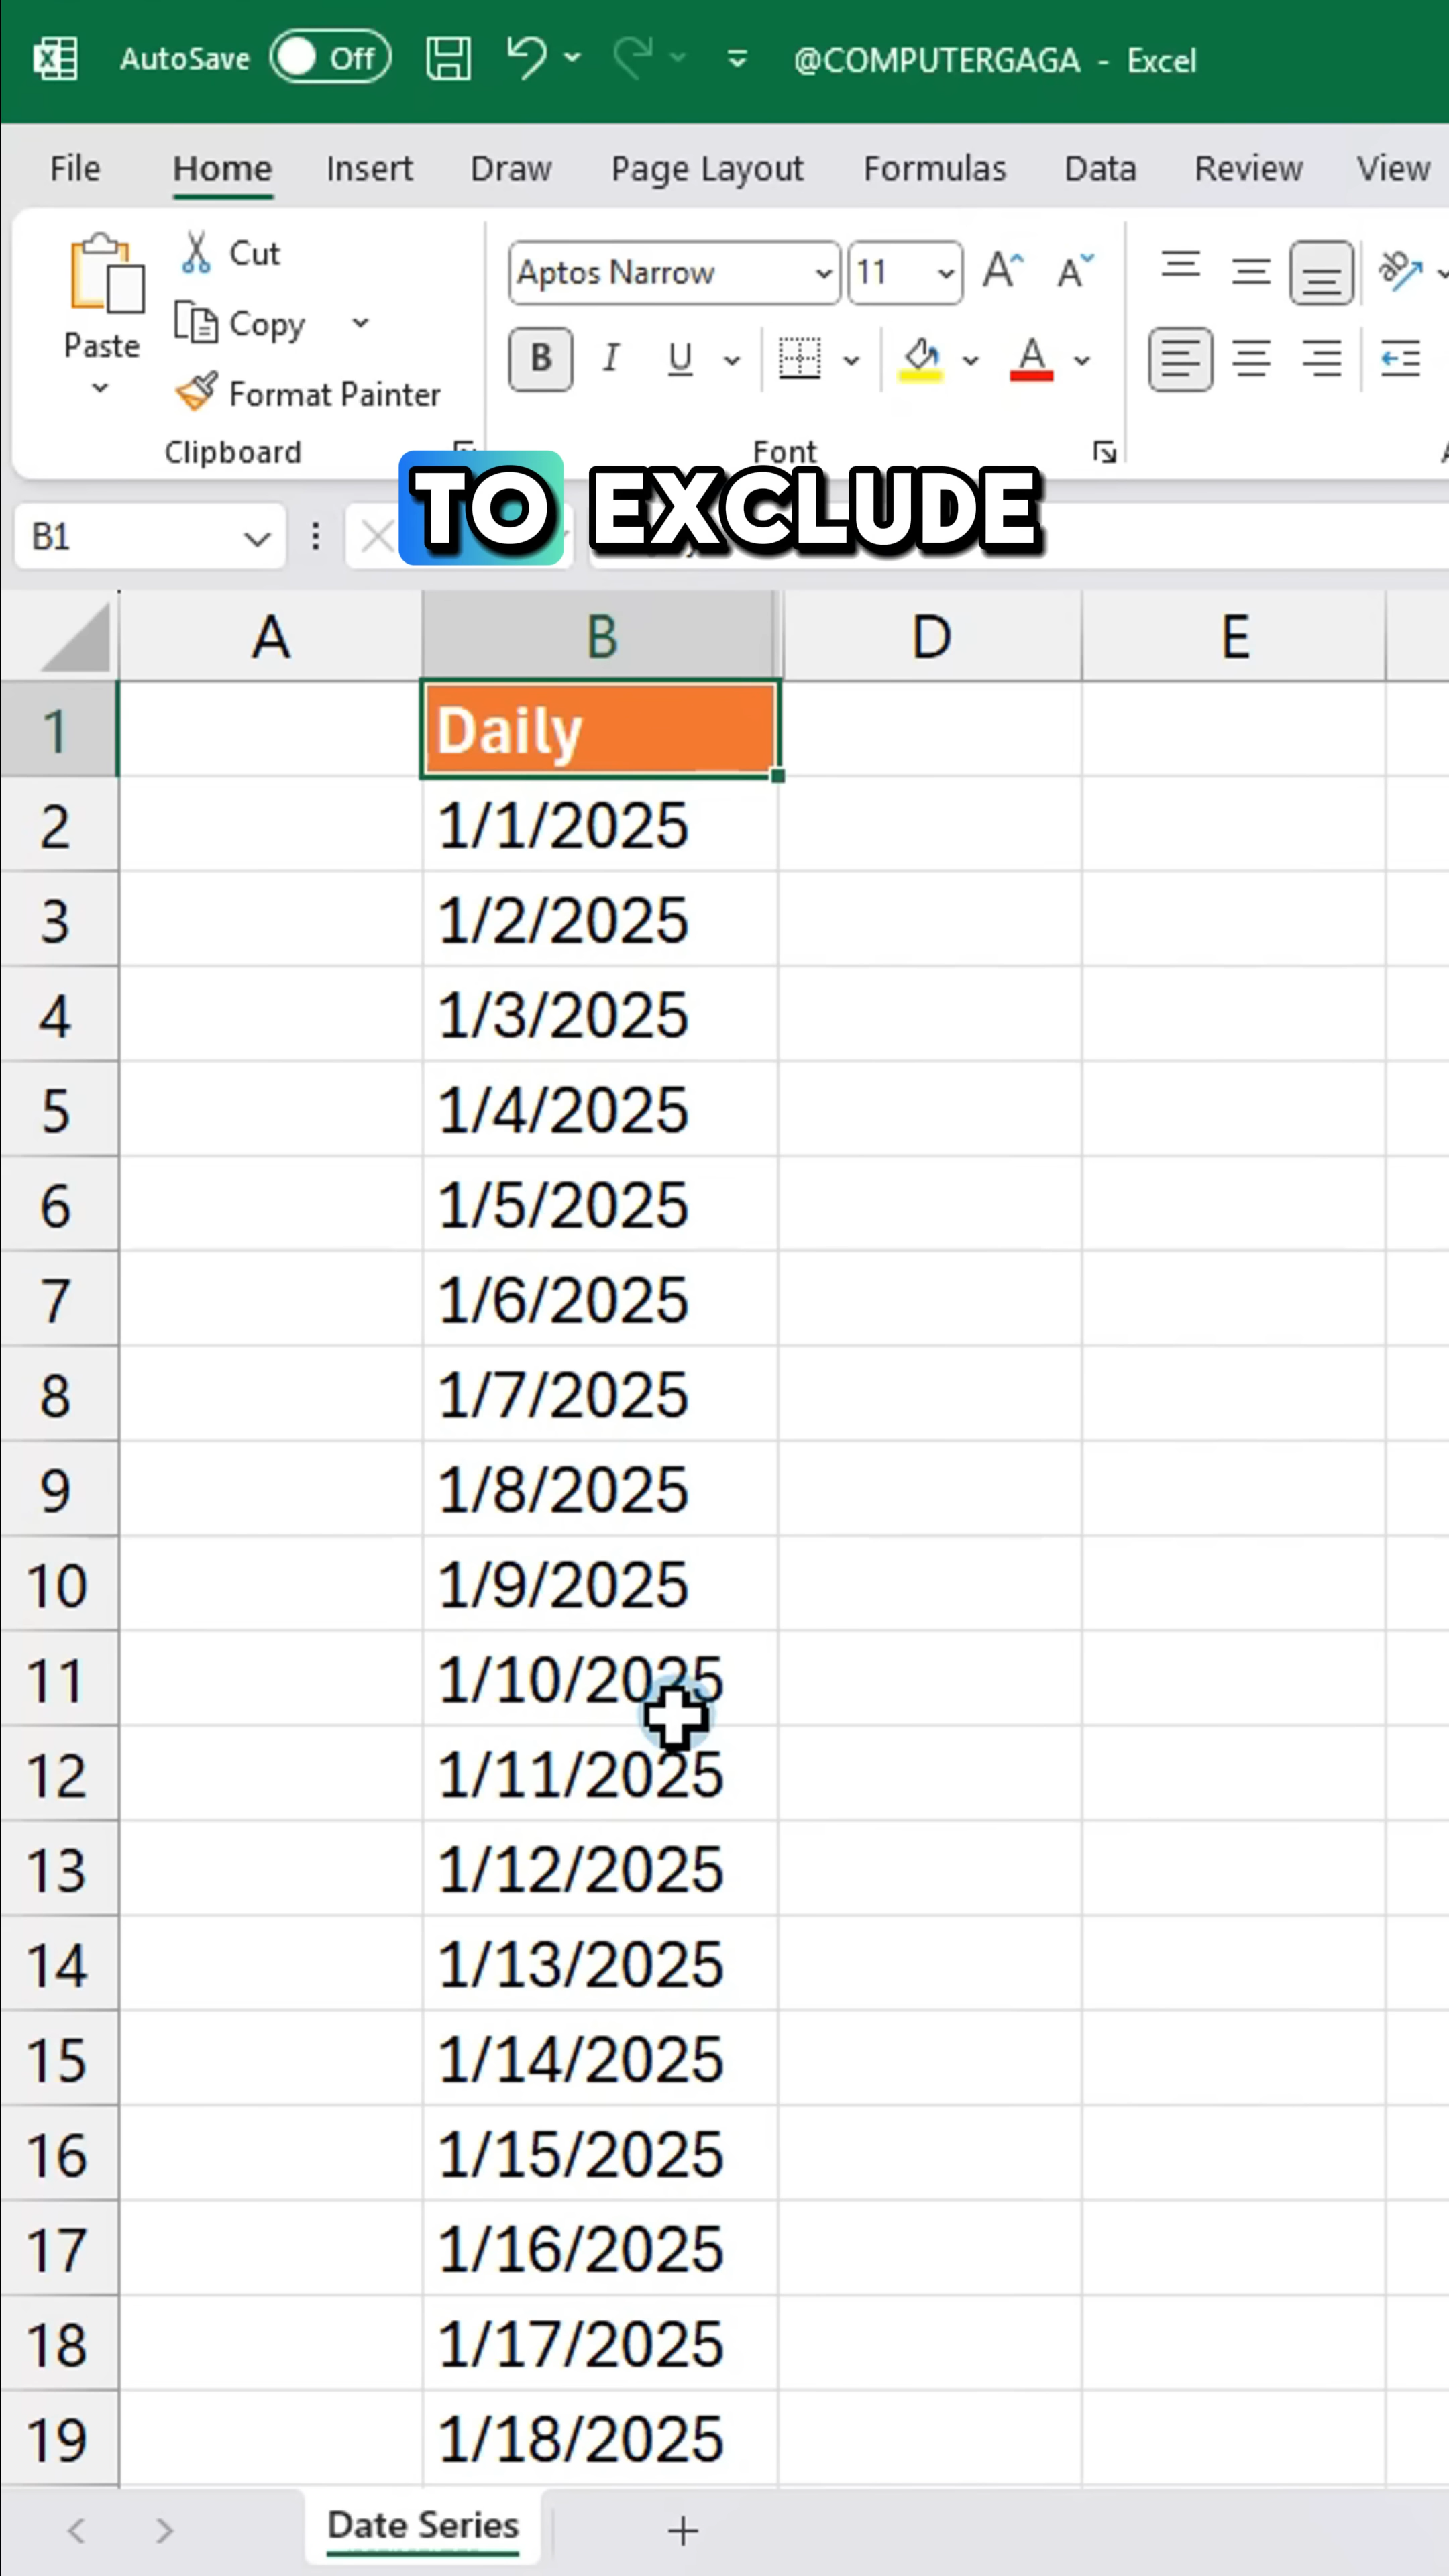 AutoSave Off @COMPUTERGAGA - Excel
File Home Insert Draw Page Layout Formulas Data Review View
Paste
Cut
Copy
Format Painter
Clipboard
Aptos Narrow 11
B I U
Font
TO EXCLUDE
B1
A B D E
1 Daily
2 1/1/2025
3 1/2/2025
4 1/3/2025
5 1/4/2025
6 1/5/2025
7 1/6/2025
8 1/7/2025
9 1/8/2025
10 1/9/2025
11 1/10/2025
12 1/11/2025
13 1/12/2025
14 1/13/2025
15 1/14/2025
16 1/15/2025
17 1/16/2025
18 1/17/2025
19 1/18/2025
Date Series